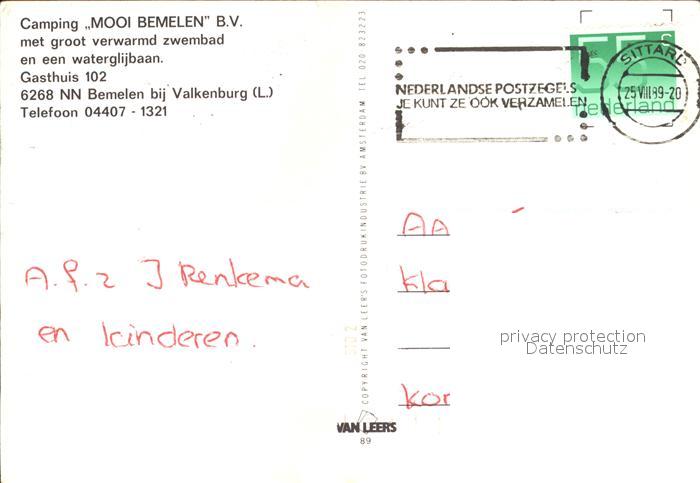 Camping „MOOI BEMELEN” B.V.
met groot verwarmd zwembad
en een waterglijbaan.
Gasthuis 102
6268 NN Bemelen bij Valkenburg (L.)
Telefoon 04407 - 1321
NEDERLANDSE POSTZEGELS
JE KUNT ZE OOK VERZAMELEN
55 c
nederland
SITTARD
25 VIII 89-20
COPYRIGHT VAN LEER'S FOTODRUKINDUSTRIE BV AMSTERDAM TEL 020 823223
A.f.z J Renkema
en kinderen.
Aa
Kla
Kor
privacy protection
Datenschutz
VAN LEERS
89